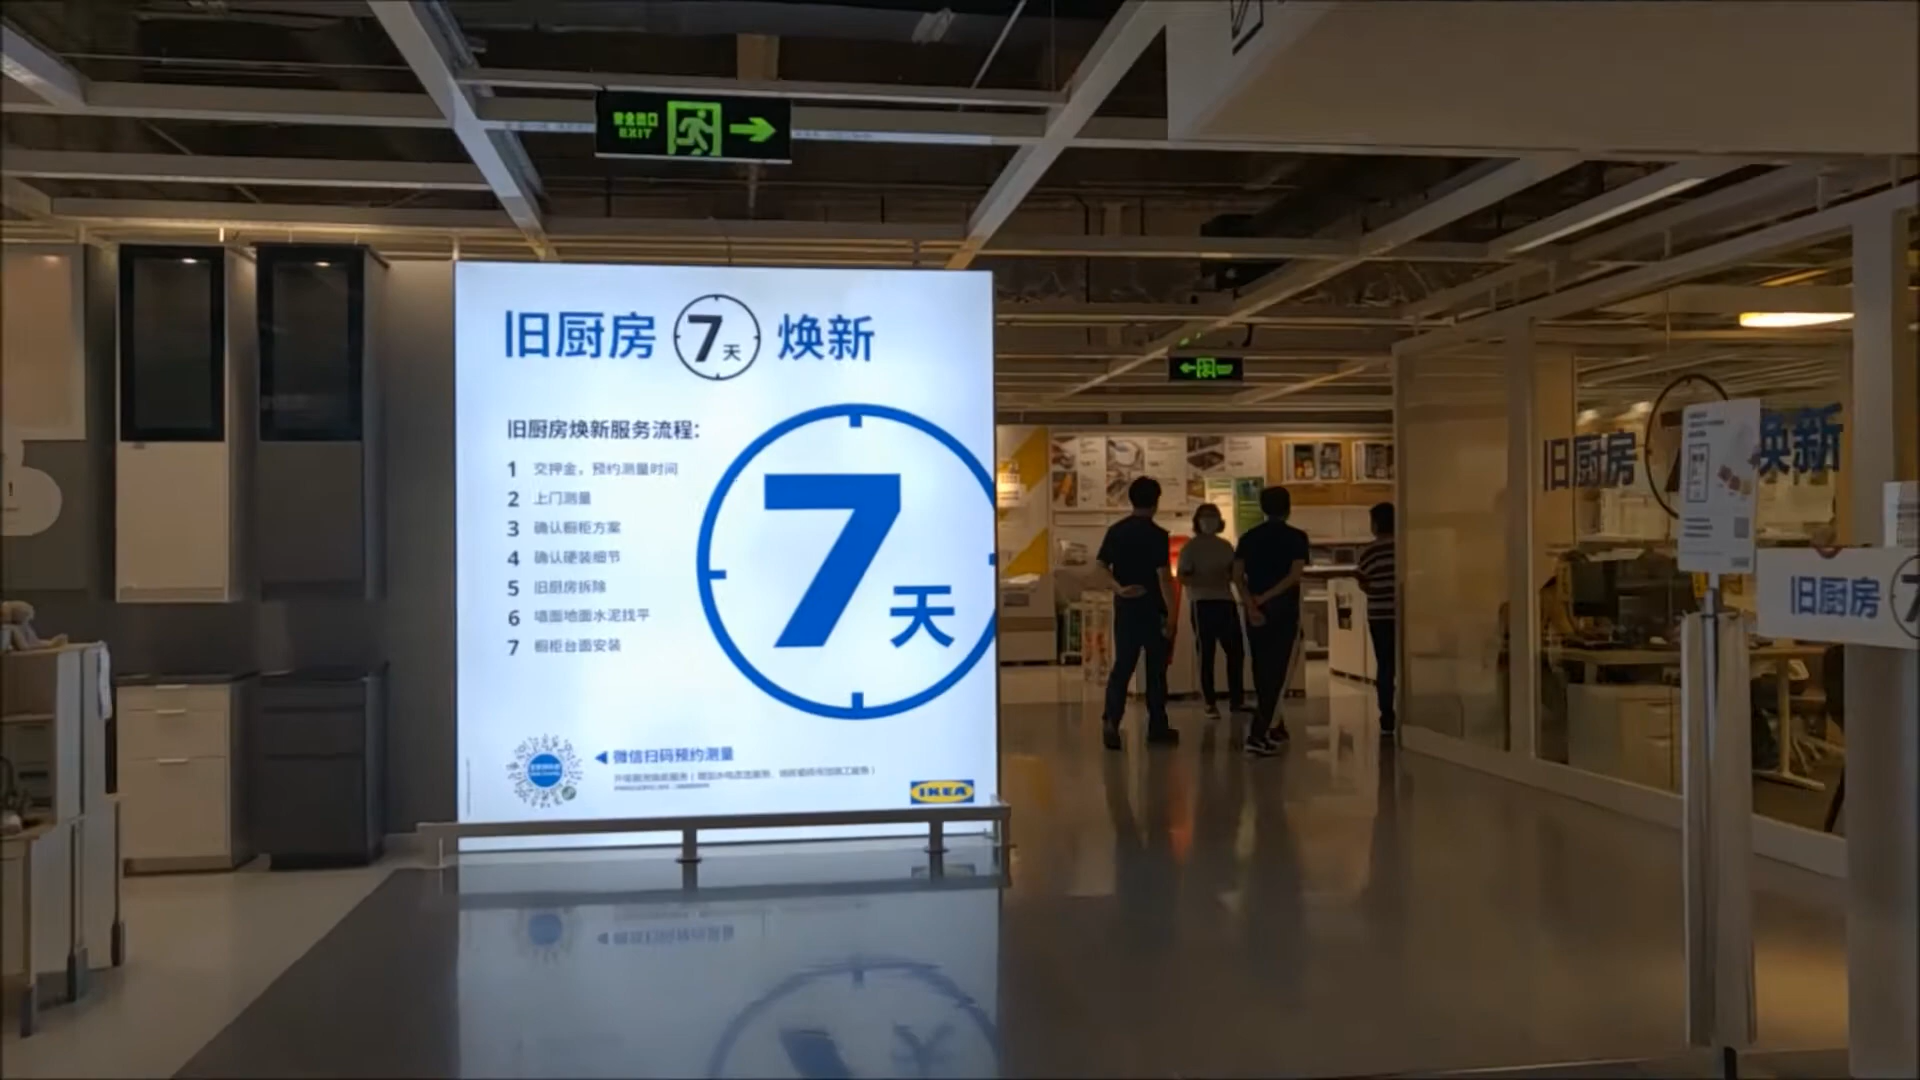 安全出口
EXIT
旧厨房 7天 焕新
旧厨房焕新服务流程:
1 交押金，预约测量时间
2 上门测量
3 确认橱柜方案
4 确认硬装细节
5 旧厨房拆除
6 墙面地面水泥找平
7 橱柜台面安装
7天
微信扫码预约测量
IKEA
旧厨房 7 焕新
旧厨房 7